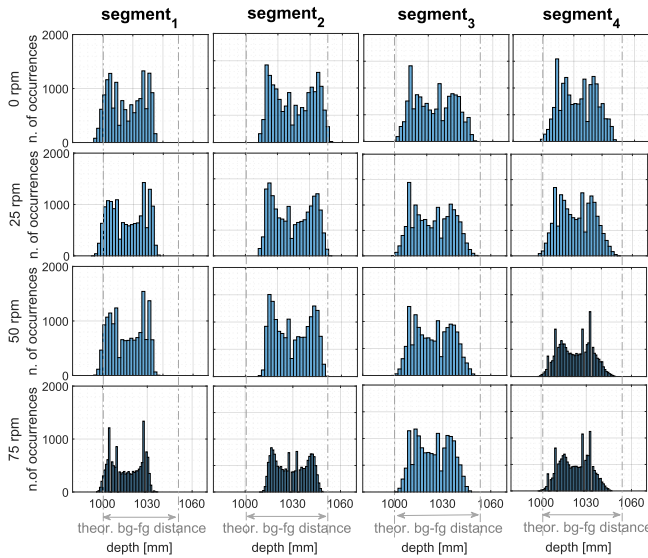 segment1 segment2 segment3 segment4
0 rpm
n. of occurrences
2000
1000
0
25 rpm
n. of occurrences
2000
1000
0
50 rpm
n. of occurrences
2000
1000
0
75 rpm
n.of occurrences
2000
1000
0
1000 1030 1060 1000 1030 1060 1000 1030 1060 1000 1030 1060
theor. bg-fg distance theor. bg-fg distance theor. bg-fg distance theor. bg-fg distance
depth [mm] depth [mm] depth [mm] depth [mm]